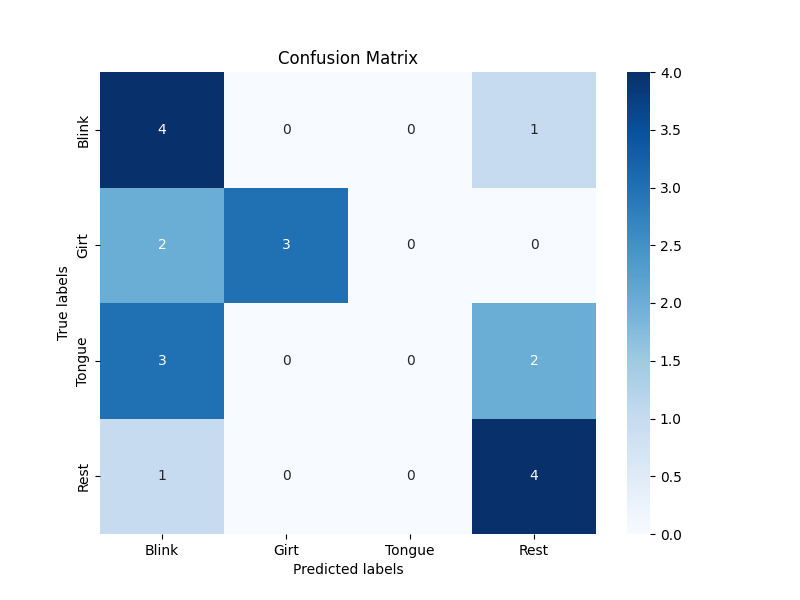 Confusion Matrix
True labels
Blink 4 0 0 1
Girt 2 3 0 0
Tongue 3 0 0 2
Rest 1 0 0 4
Blink Girt Tongue Rest
Predicted labels
4.0
3.5
3.0
2.5
2.0
1.5
1.0
0.5
0.0